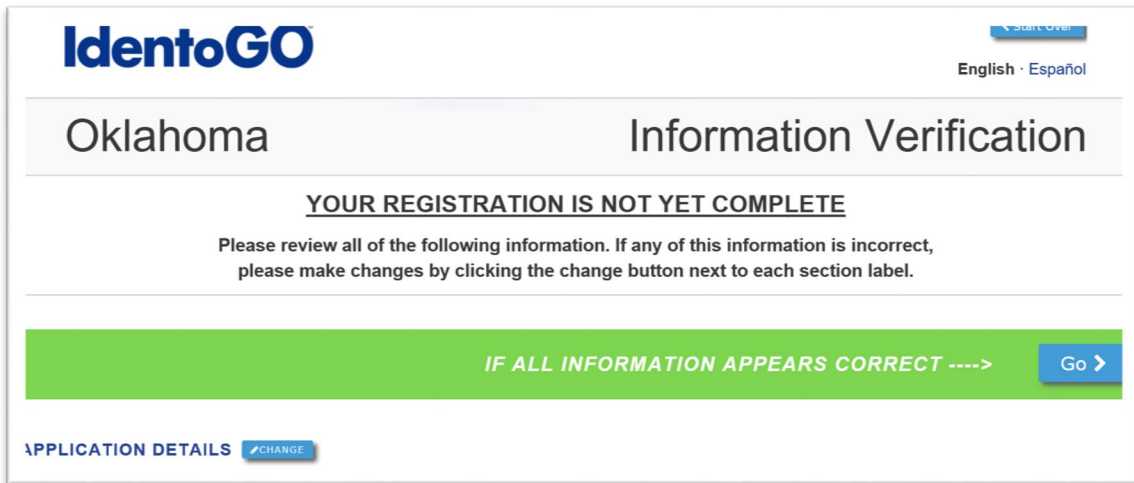 IdentoGO
Start Over
English · Español
Oklahoma
Information Verification
YOUR REGISTRATION IS NOT YET COMPLETE
Please review all of the following information. If any of this information is incorrect,
please make changes by clicking the change button next to each section label.
IF ALL INFORMATION APPEARS CORRECT ---->
Go
APPLICATION DETAILS
CHANGE